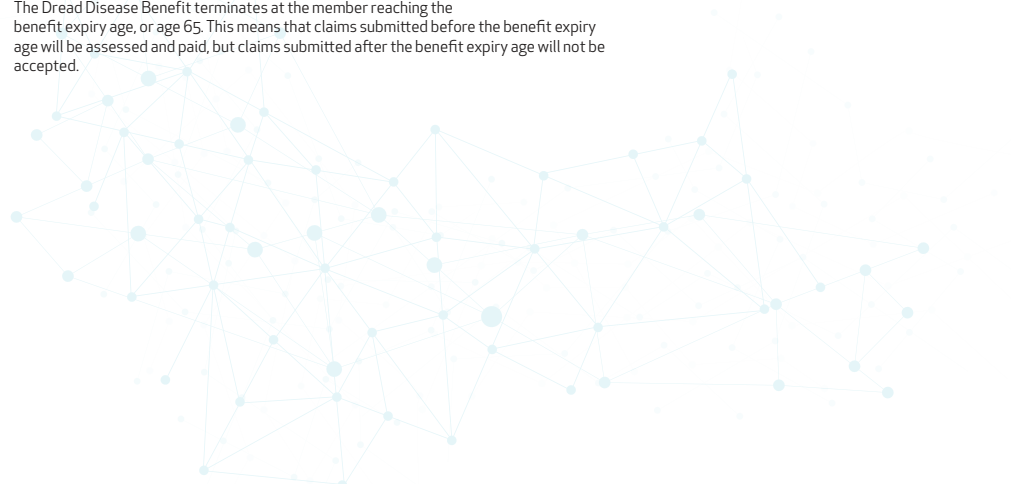 The Dread Disease Benefit terminates at the member reaching the
benefit expiry age, or age 65. This means that claims submitted before the benefit expiry
age will be assessed and paid, but claims submitted after the benefit expiry age will not be
accepted.